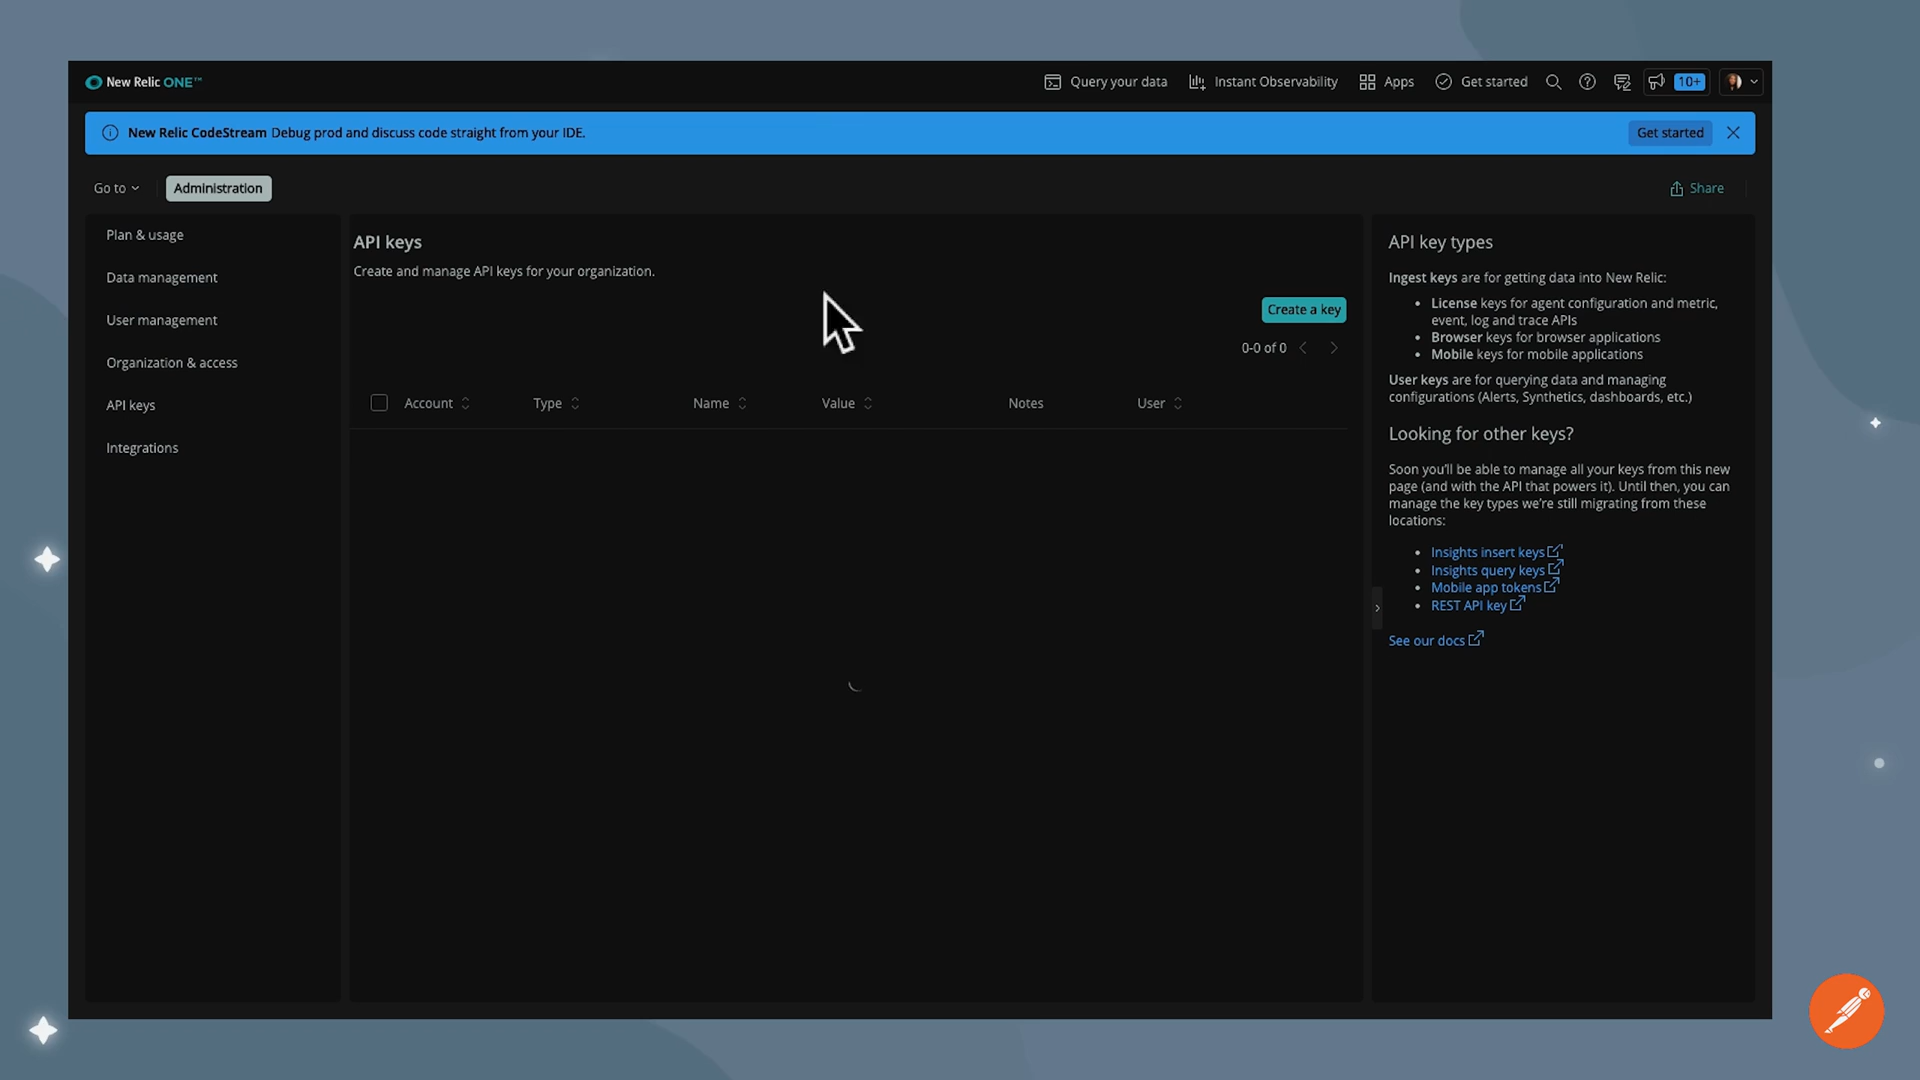 New Relic ONE™
Query your data
Instant Observability
Apps
Get started
10+
New Relic CodeStream Debug prod and discuss code straight from your IDE.
Get started
Go to
Administration
Share
Plan & usage
Data management
User management
Organization & access
API keys
Integrations
API keys
Create and manage API keys for your organization.
Create a key
0-0 of 0
Account
Type
Name
Value
Notes
User
API key types
Ingest keys are for getting data into New Relic:
• License keys for agent configuration and metric,
event, log and trace APIs
• Browser keys for browser applications
• Mobile keys for mobile applications
User keys are for querying data and managing
configurations (Alerts, Synthetics, dashboards, etc.)
Looking for other keys?
Soon you'll be able to manage all your keys from this new
page (and with the API that powers it). Until then, you can
manage the key types we're still migrating from these
locations:
• Insights insert keys
• Insights query keys
• Mobile app tokens
• REST API key
See our docs